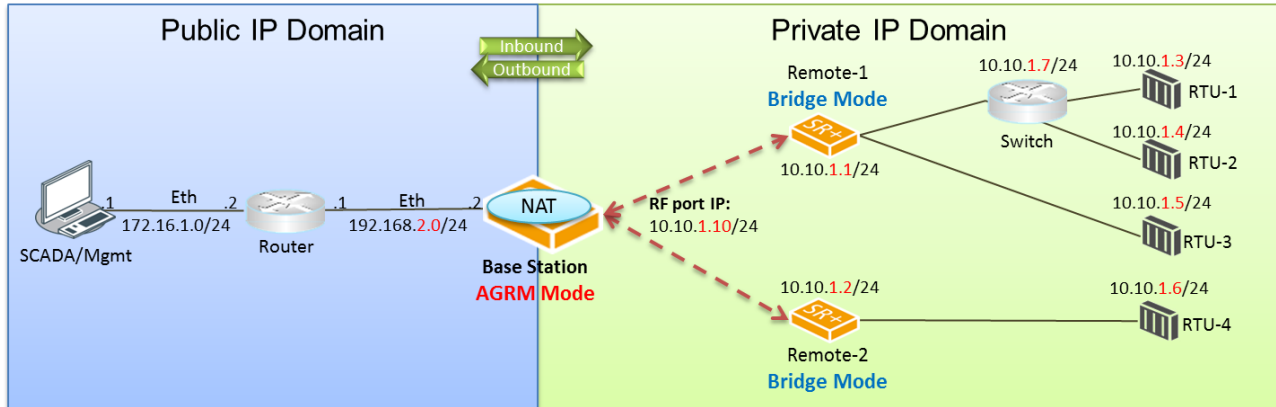 Public IP Domain
Private IP Domain
Inbound
Outbound
SCADA/Mgmt
.1
Eth
.2
172.16.1.0/24
Router
.1
Eth
.2
192.168.2.0/24
NAT
Base Station
AGRM Mode
RF port IP:
10.10.1.10/24
Remote-1
Bridge Mode
SR+
10.10.1.1/24
10.10.1.7/24
Switch
10.10.1.3/24
RTU-1
10.10.1.4/24
RTU-2
10.10.1.5/24
RTU-3
10.10.1.2/24
SR+
Remote-2
Bridge Mode
10.10.1.6/24
RTU-4